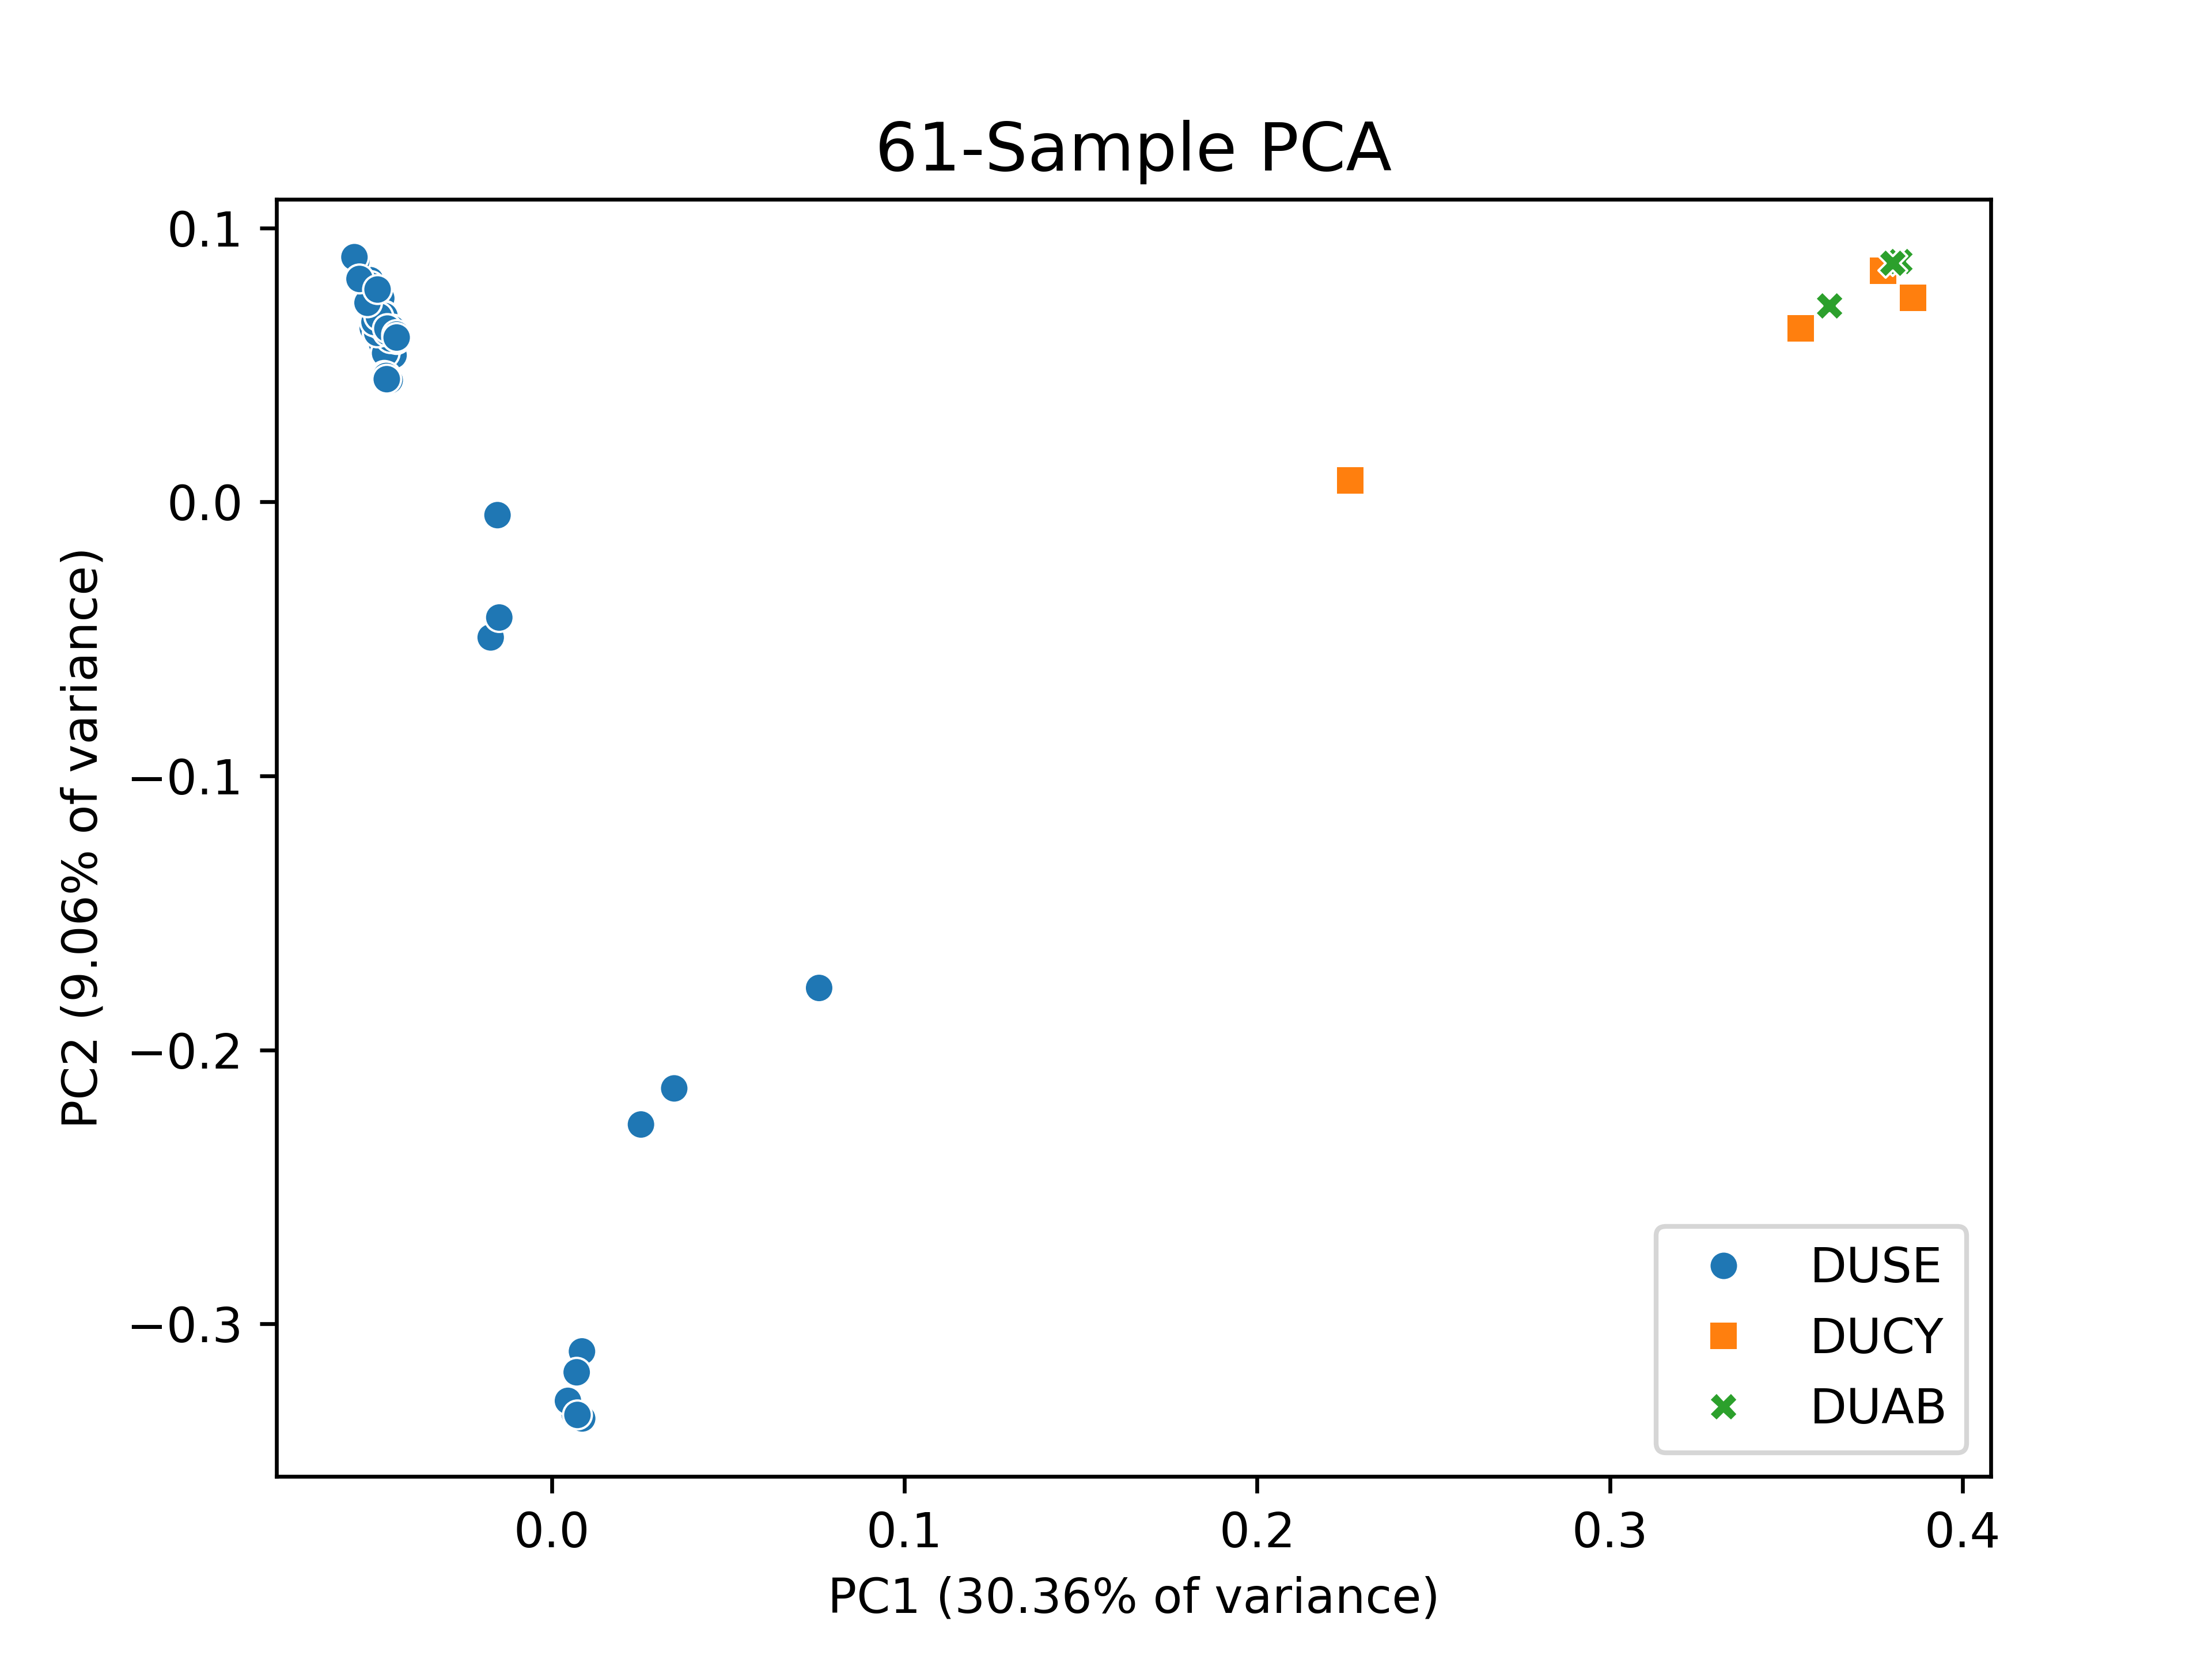 61-Sample PCA
0.1
0.0
−0.1
−0.2
−0.3
PC2 (9.06% of variance)
DUSE
DUCY
DUAB
0.0 0.1 0.2 0.3 0.4
PC1 (30.36% of variance)